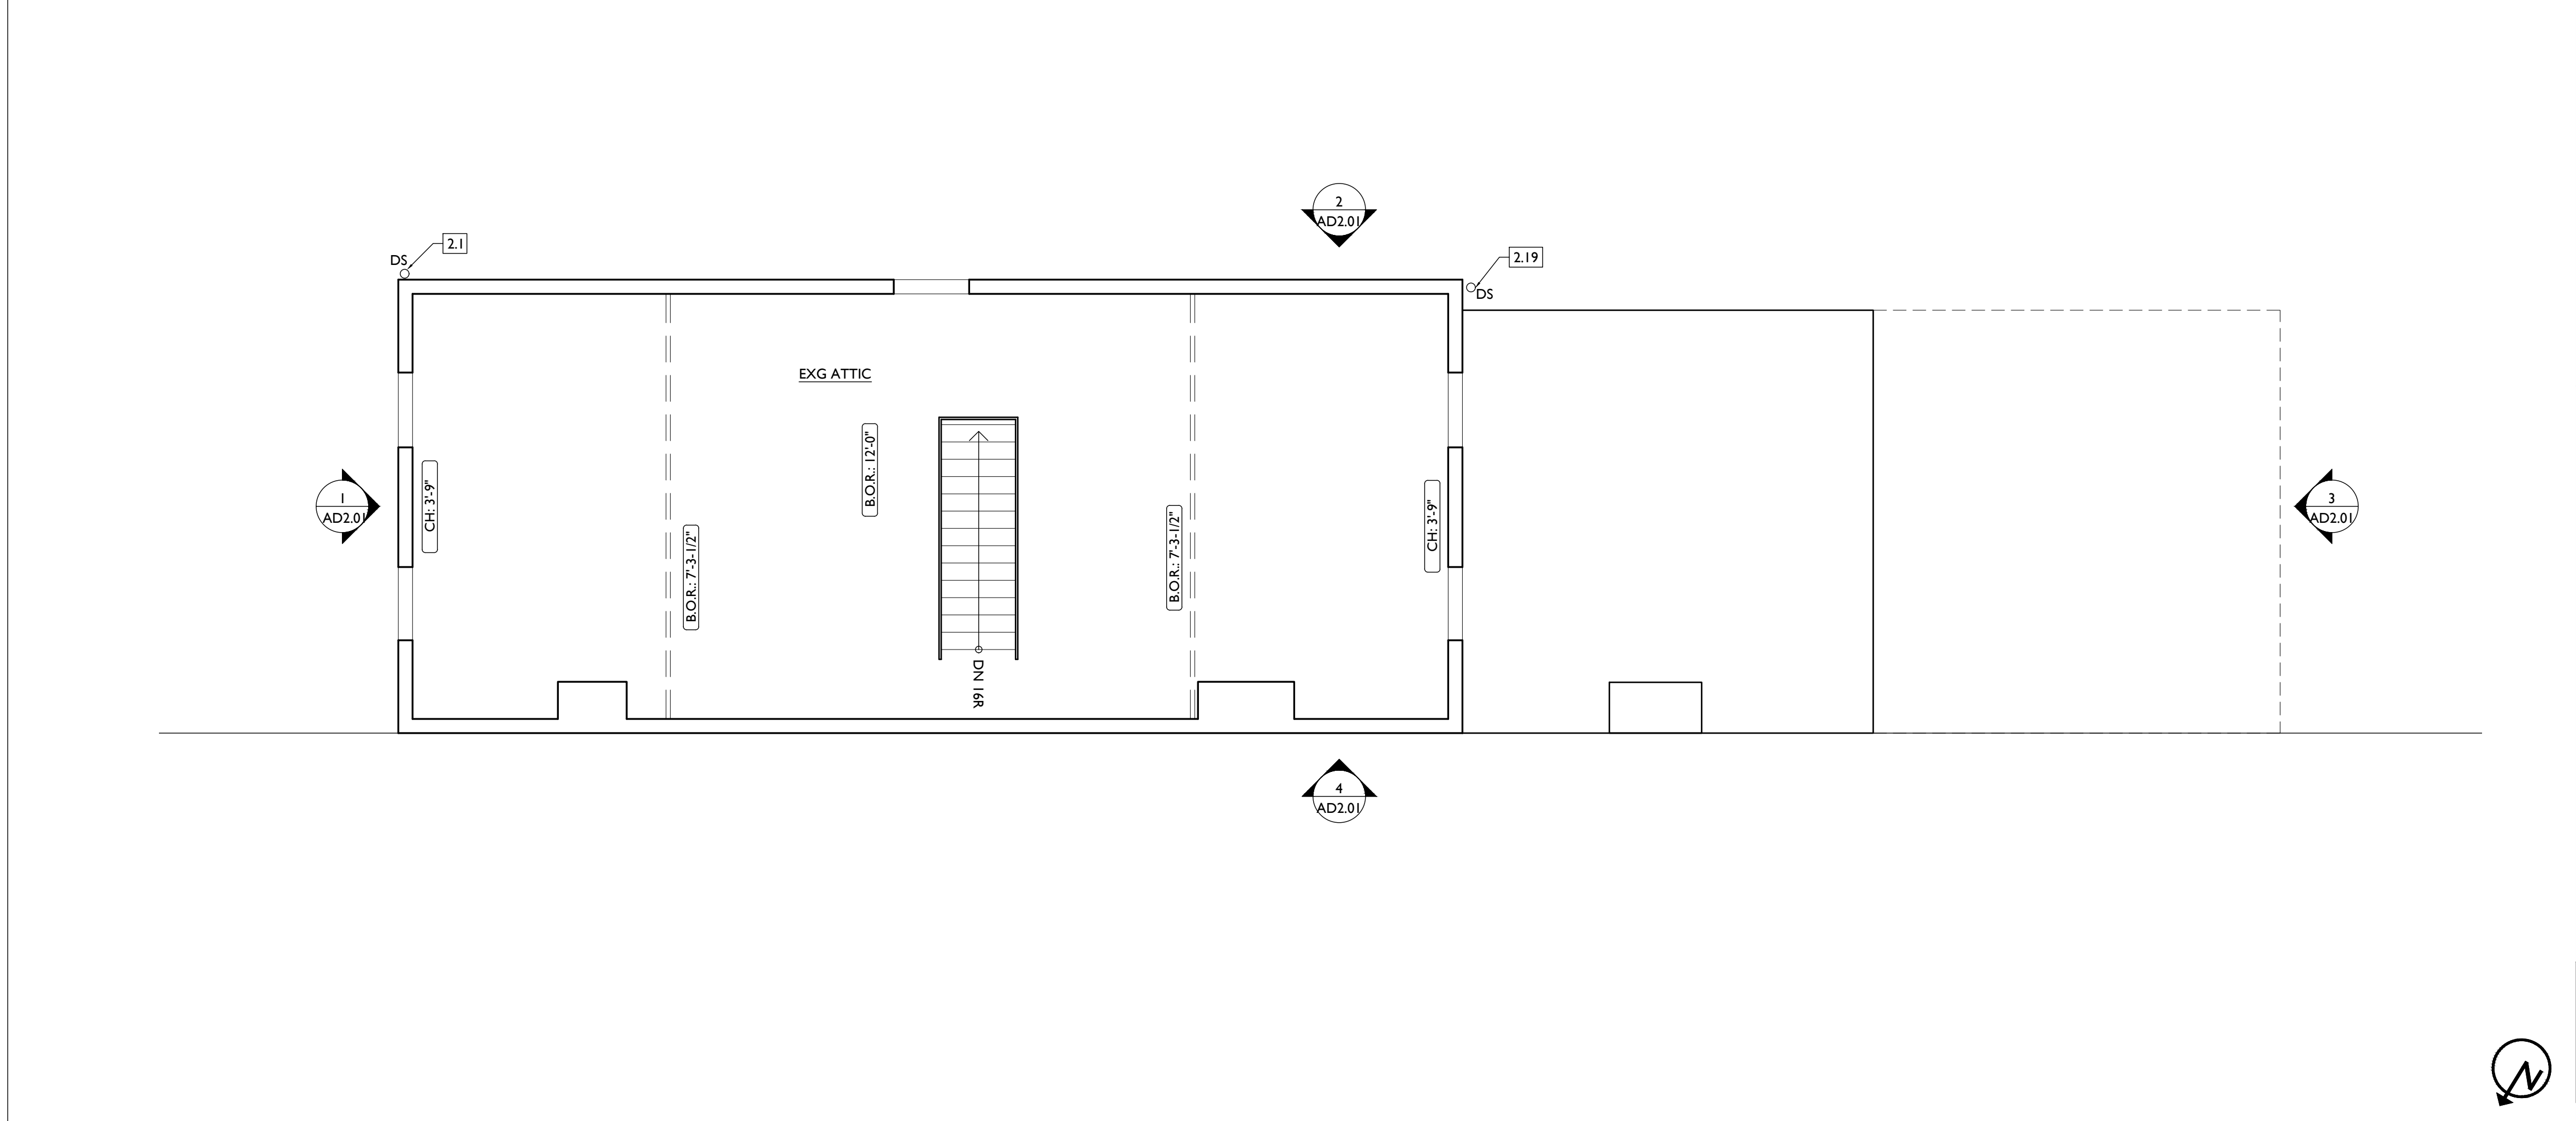 2
AD2.01
2.1
DS
2.19
DS
EXG ATTIC
B.O.R.: 12'-0"
1
AD2.01
CH: 3'-9"
B.O.R.: 7'-3-1/2"
B.O.R.: 7'-3-1/2"
CH: 3'-9"
3
AD2.01
DN 16R
4
AD2.01
N